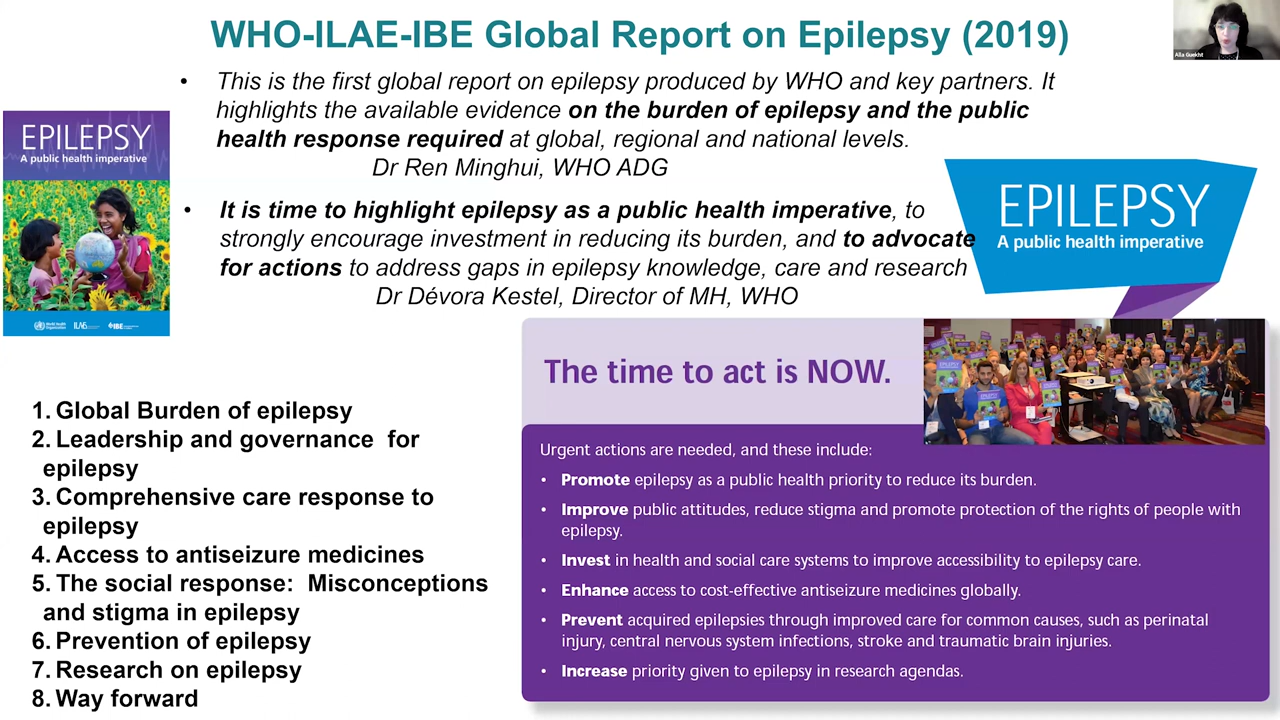 WHO-ILAE-IBE Global Report on Epilepsy (2019)
Alla Guekht
• This is the first global report on epilepsy produced by WHO and key partners. It
highlights the available evidence on the burden of epilepsy and the public
health response required at global, regional and national levels.
Dr Ren Minghui, WHO ADG
EPILEPSY
A public health imperative
World Health
Organization
ILAE
IBE
• It is time to highlight epilepsy as a public health imperative, to
strongly encourage investment in reducing its burden, and to advocate
for actions to address gaps in epilepsy knowledge, care and research
Dr Dévora Kestel, Director of MH, WHO
EPILEPSY
A public health imperative
1. Global Burden of epilepsy
2. Leadership and governance for
epilepsy
3. Comprehensive care response to
epilepsy
4. Access to antiseizure medicines
5. The social response: Misconceptions
and stigma in epilepsy
6. Prevention of epilepsy
7. Research on epilepsy
8. Way forward
The time to act is NOW.
EPILEPSY
Urgent actions are needed, and these include:
• Promote epilepsy as a public health priority to reduce its burden.
• Improve public attitudes, reduce stigma and promote protection of the rights of people with
epilepsy.
• Invest in health and social care systems to improve accessibility to epilepsy care.
• Enhance access to cost-effective antiseizure medicines globally.
• Prevent acquired epilepsies through improved care for common causes, such as perinatal
injury, central nervous system infections, stroke and traumatic brain injuries.
• Increase priority given to epilepsy in research agendas.